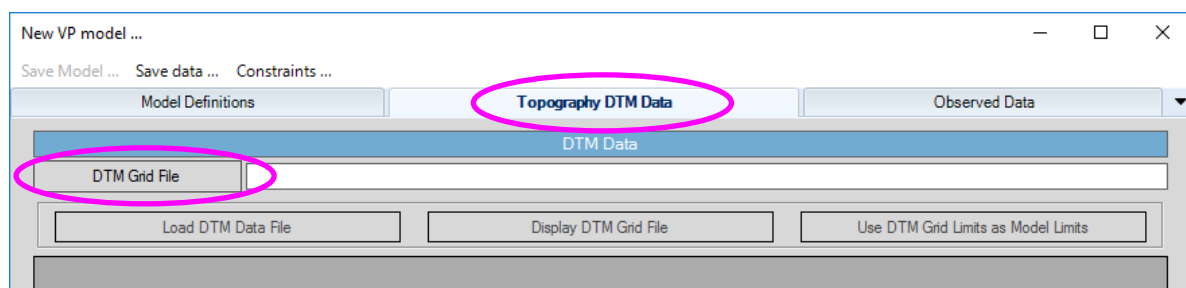 New VP model ...
Save Model ... Save data ... Constraints ...
Model Definitions Topography DTM Data Observed Data
DTM Data
DTM Grid File
Load DTM Data File Display DTM Grid File Use DTM Grid Limits as Model Limits